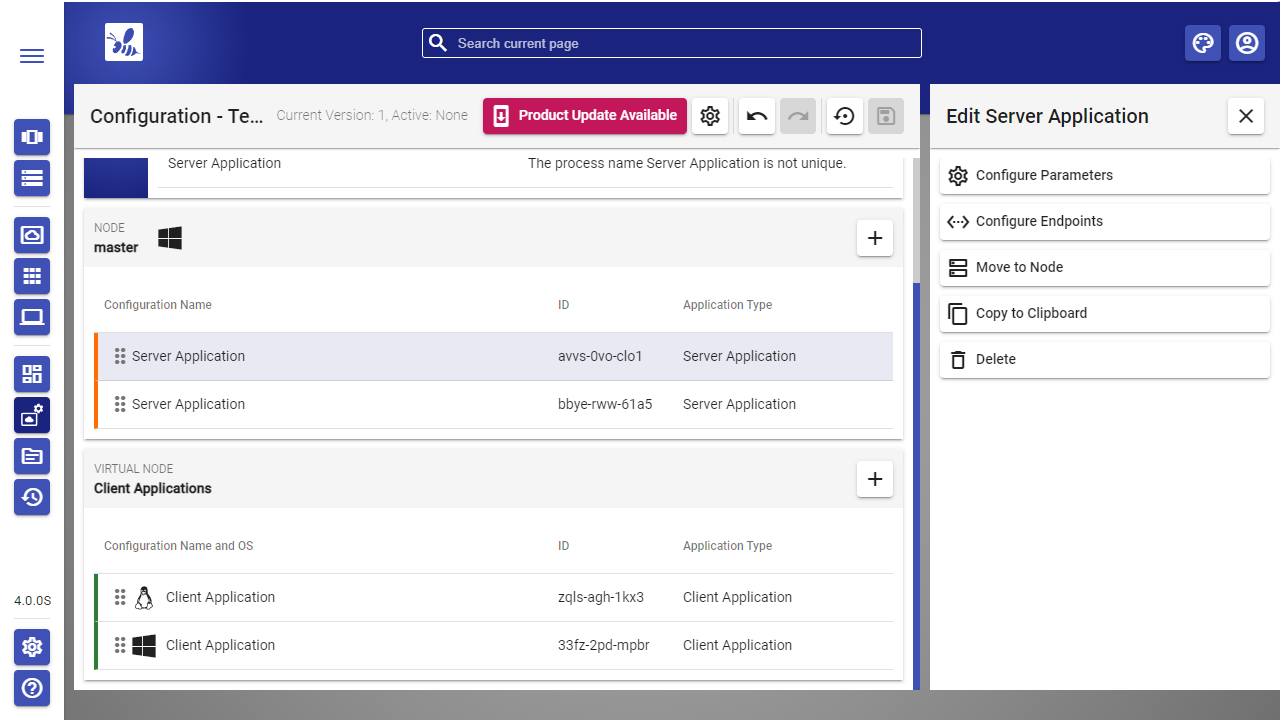 Search current page
Configuration - Te...
Current Version: 1, Active: None
Product Update Available
Edit Server Application
Server Application
The process name Server Application is not unique.
NODE
master
Configuration Name
ID
Application Type
Server Application
avvs-0vo-clo1
Server Application
Server Application
bbye-rww-61a5
Server Application
VIRTUAL NODE
Client Applications
Configuration Name and OS
ID
Application Type
Client Application
zqls-agh-1kx3
Client Application
Client Application
33fz-2pd-mpbr
Client Application
Configure Parameters
Configure Endpoints
Move to Node
Copy to Clipboard
Delete
4.0.0S